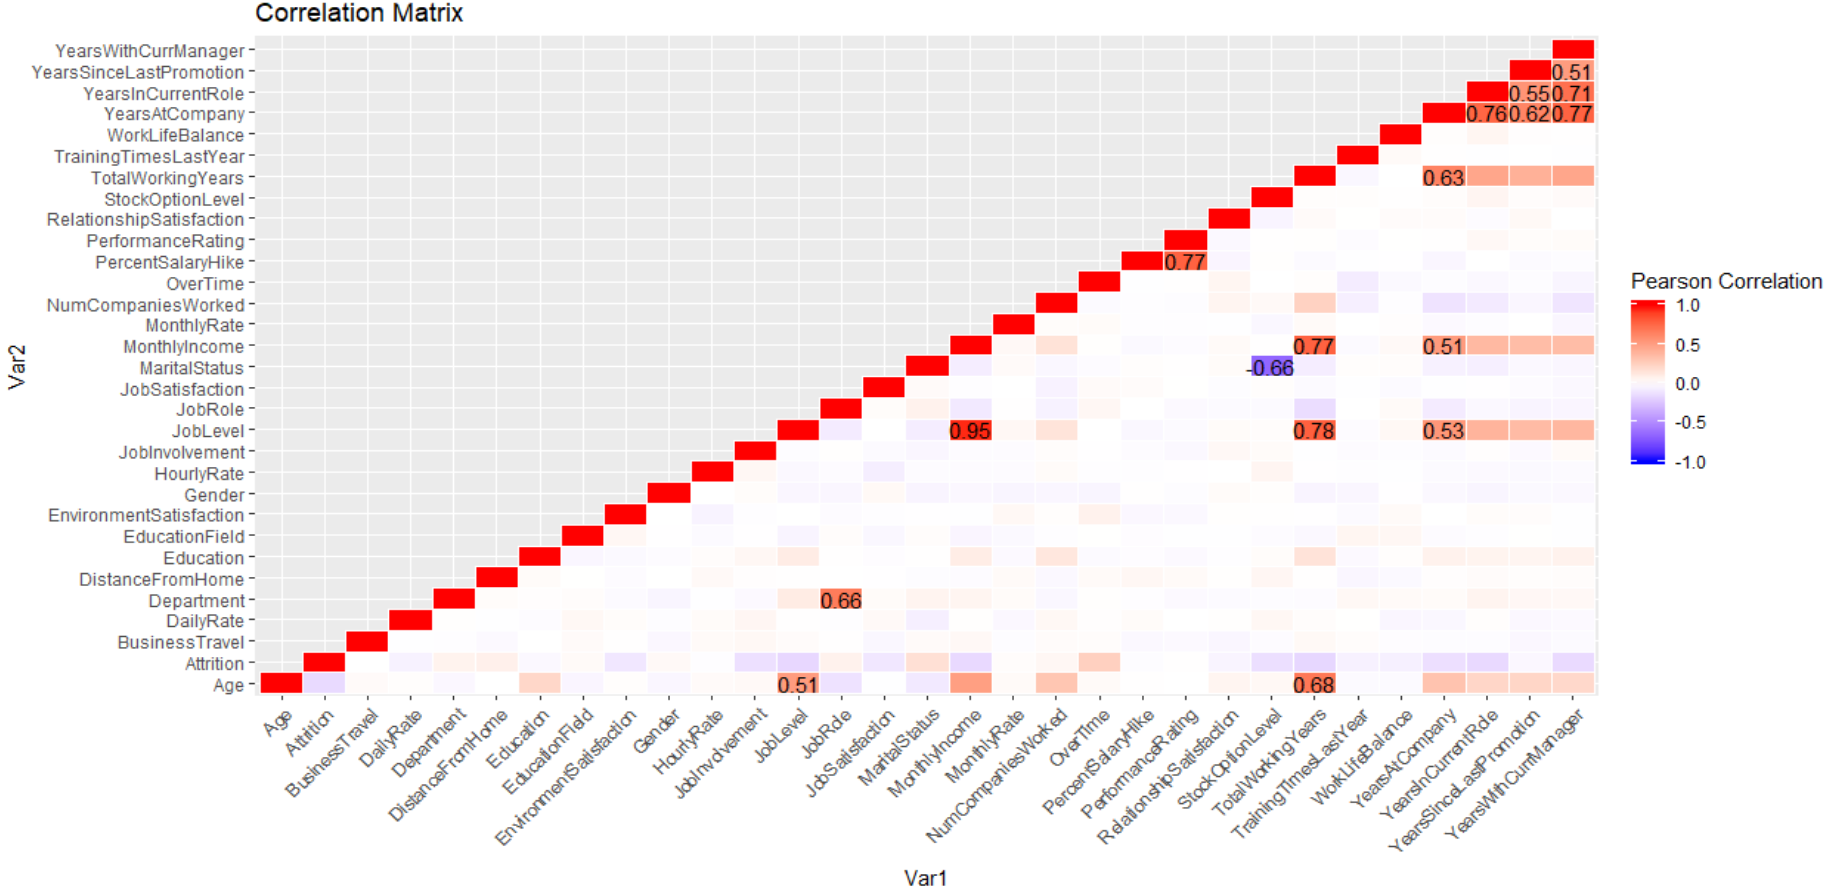 Correlation Matrix
YearsWithCurrManager
YearsSinceLastPromotion
0.51
YearsInCurrentRole
0.55 0.71
YearsAtCompany
0.76 0.62 0.77
WorkLifeBalance
TrainingTimesLastYear
TotalWorkingYears
0.63
StockOptionLevel
RelationshipSatisfaction
PerformanceRating
PercentSalaryHike
0.77
OverTime
NumCompaniesWorked
MonthlyRate
MonthlyIncome
0.77 0.51
MaritalStatus
-0.66
JobSatisfaction
JobRole
JobLevel
0.95 0.78 0.53
JobInvolvement
HourlyRate
Gender
EnvironmentSatisfaction
EducationField
Education
DistanceFromHome
Department
0.66
DailyRate
BusinessTravel
Attrition
Age
0.51 0.68
Var2
Age
Attrition
BusinessTravel
DailyRate
Department
DistanceFromHome
Education
EducationField
EnvironmentSatisfaction
Gender
HourlyRate
JobInvolvement
JobLevel
JobRole
JobSatisfaction
MaritalStatus
MonthlyIncome
MonthlyRate
NumCompaniesWorked
OverTime
PercentSalaryHike
PerformanceRating
RelationshipSatisfaction
StockOptionLevel
TotalWorkingYears
TrainingTimesLastYear
WorkLifeBalance
YearsAtCompany
YearsInCurrentRole
YearsSinceLastPromotion
YearsWithCurrManager
Var1
Pearson Correlation
1.0
0.5
0.0
-0.5
-1.0